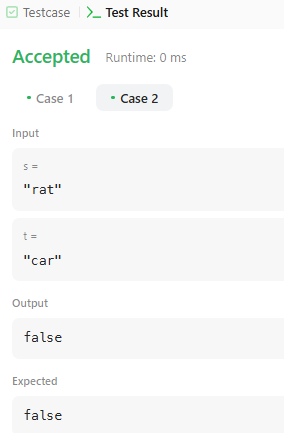 Testcase Test Result
Accepted Runtime: 0 ms
Case 1 Case 2
Input
s =
"rat"
t =
"car"
Output
false
Expected
false